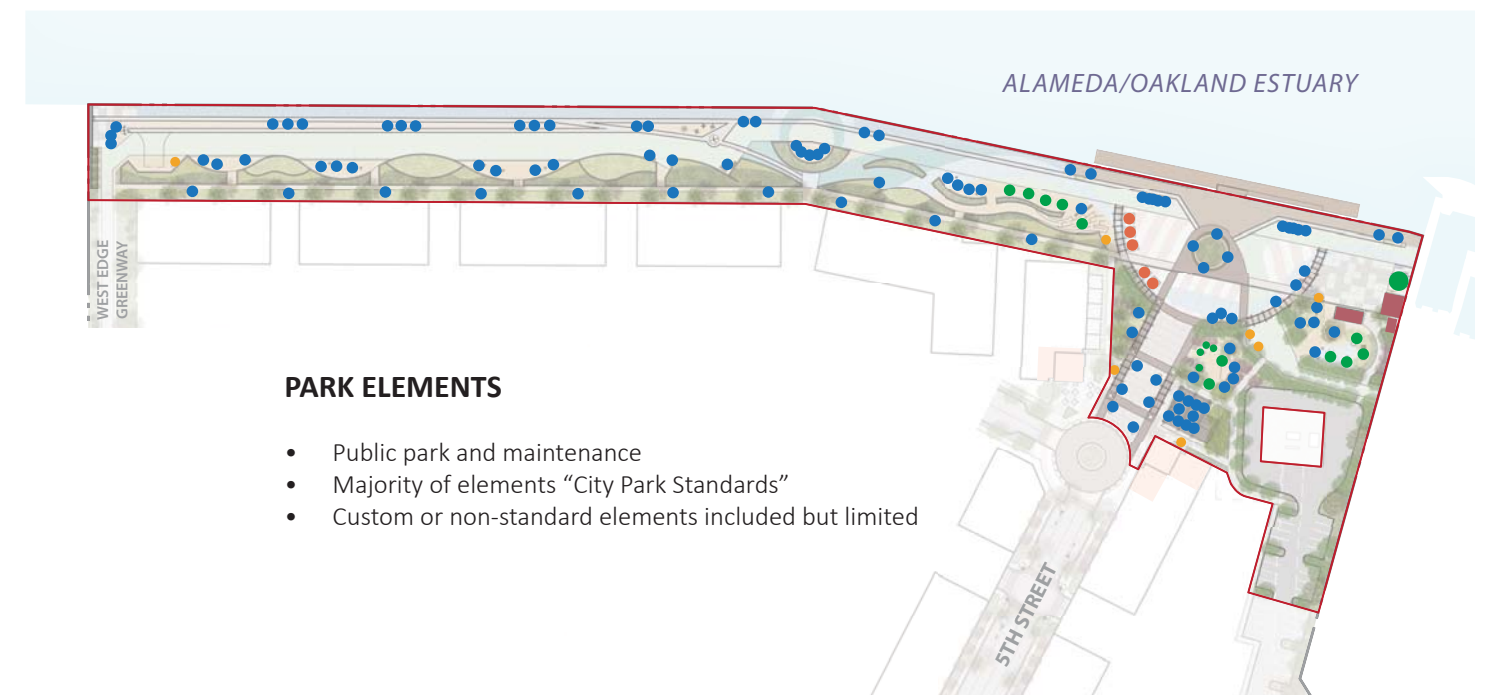 ALAMEDA/OAKLAND ESTUARY
WEST EDGE
GREENWAY
PARK ELEMENTS
• Public park and maintenance
• Majority of elements “City Park Standards”
• Custom or non-standard elements included but limited
5TH STREET